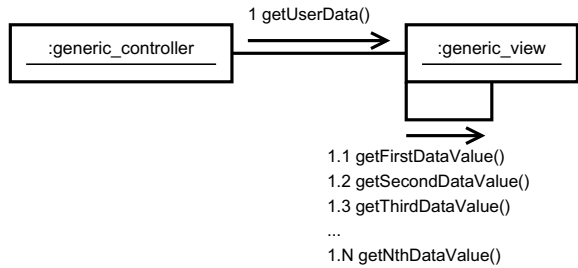 1 getUserData()
:generic_controller
:generic_view
1.1 getFirstDataValue()
1.2 getSecondDataValue()
1.3 getThirdDataValue()
...
1.N getNthDataValue()